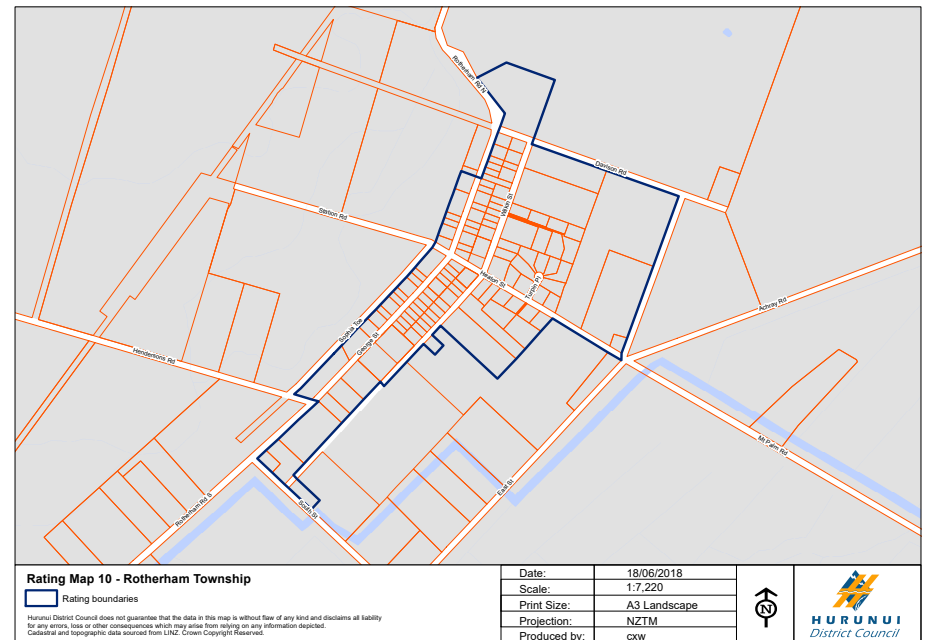 Rotherham Rd N
Davison Rd
Station Rd
Wilkin St
Heaton St
Turpin Pl
Achray Rd
George St
Hendersons Rd
Mt Palm Rd
East St
Rotherham Rd S
South St
Rating Map 10 - Rotherham Township
Rating boundaries
Hurunui District Council does not guarantee that the data in this map is without flaw of any kind and disclaims all liability
for any errors, loss or other consequences which may arise from relying on any information depicted.
Cadastral and topographic data sourced from LINZ. Crown Copyright Reserved.
Date: 18/06/2018
Scale: 1:7,220
Print Size: A3 Landscape
Projection: NZTM
Produced by: cxw
N
HURUNUI
District Council